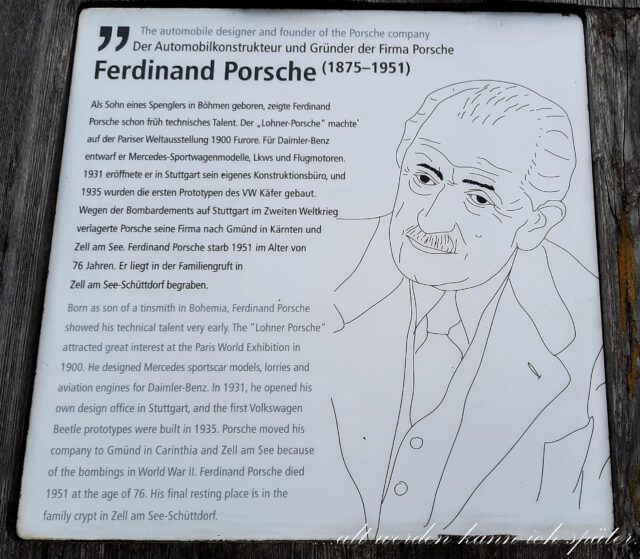 The automobile designer and founder of the Porsche company
Der Automobilkonstrukteur und Gründer der Firma Porsche
Ferdinand Porsche (1875–1951)
Als Sohn eines Spenglers in Böhmen geboren, zeigte Ferdinand
Porsche schon früh technisches Talent. Der „Lohner-Porsche" machte'
auf der Pariser Weltausstellung 1900 Furore. Für Daimler-Benz
entwarf er Mercedes-Sportwagenmodelle, Lkws und Flugmotoren.
1931 eröffnete er in Stuttgart sein eigenes Konstruktionsbüro, und
1935 wurden die ersten Prototypen des VW Käfer gebaut.
Wegen der Bombardements auf Stuttgart im Zweiten Weltkrieg
verlagerte Porsche seine Firma nach Gmünd in Kärnten und
Zell am See. Ferdinand Porsche starb 1951 im Alter von
76 Jahren. Er liegt in der Familiengruft in
Zell am See-Schüttdorf begraben.
Born as son of a tinsmith in Bohemia, Ferdinand Porsche
showed his technical talent very early. The "Lohner Porsche"
attracted great interest at the Paris World Exhibition in
1900. He designed Mercedes sportscar models, lorries and
aviation engines for Daimler-Benz. In 1931, he opened his
own design office in Stuttgart, and the first Volkswagen
Beetle prototypes were built in 1935. Porsche moved his
company to Gmünd in Carinthia and Zell am See because
of the bombings in World War II. Ferdinand Porsche died
1951 at the age of 76. His final resting place is in the
family crypt in Zell am See-Schüttdorf.
...alt werden kann ich später...